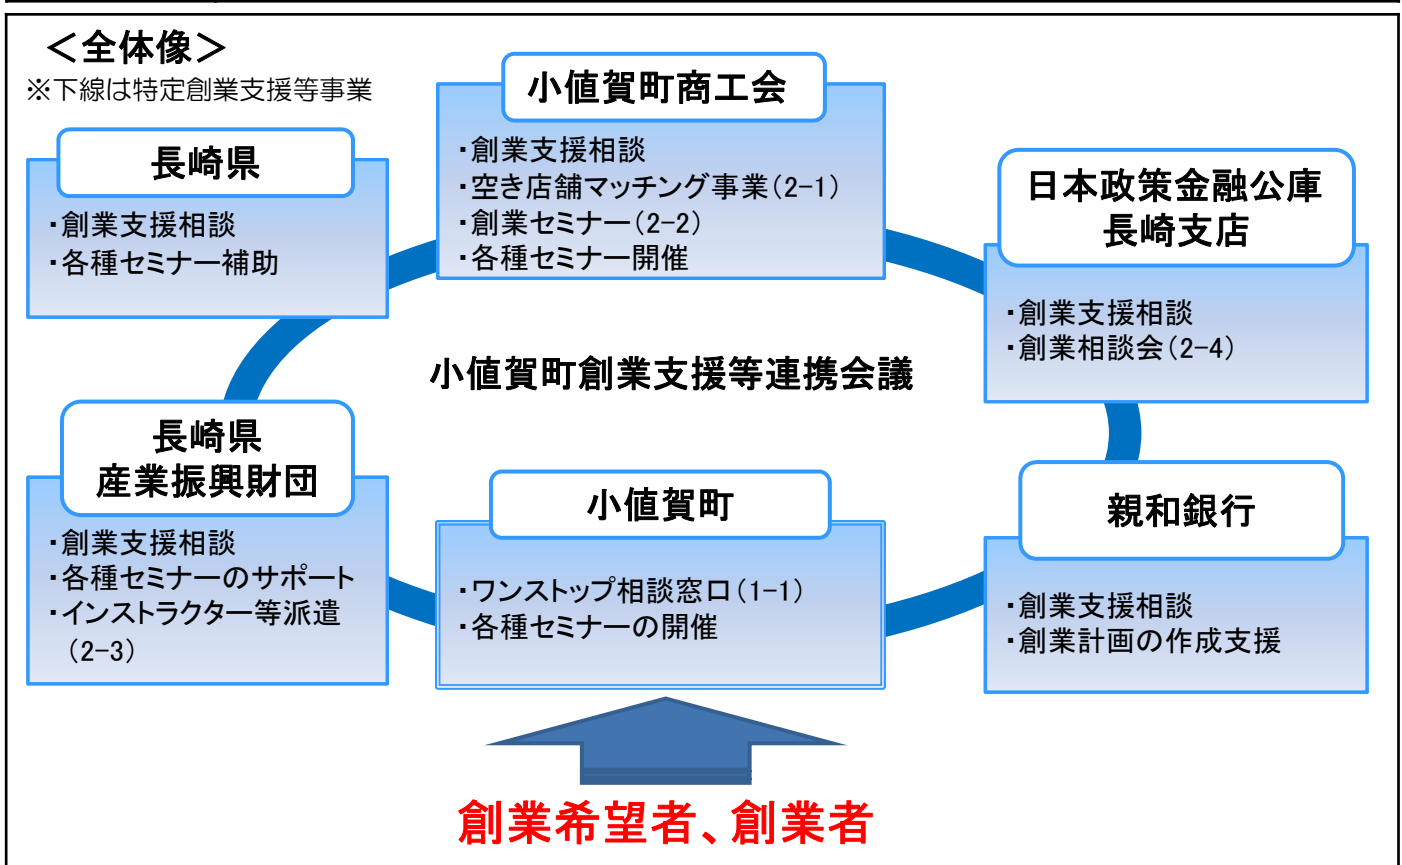 ＜全体像＞
※下線は特定創業支援等事業
小値賀町商工会
・創業支援相談
・空き店舗マッチング事業（2-1）
・創業セミナー（2-2）
・各種セミナー開催
長崎県
・創業支援相談
・各種セミナー補助
日本政策金融公庫
長崎支店
・創業支援相談
・創業相談会（2-4）
小値賀町創業支援等連携会議
長崎県
産業振興財団
・創業支援相談
・各種セミナーのサポート
・インストラクター等派遣
（2-3）
小値賀町
・ワンストップ相談窓口（1-1）
・各種セミナーの開催
親和銀行
・創業支援相談
・創業計画の作成支援
創業希望者、創業者